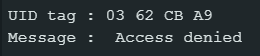 UID tag : 03 62 CB A9
Message :  Access denied